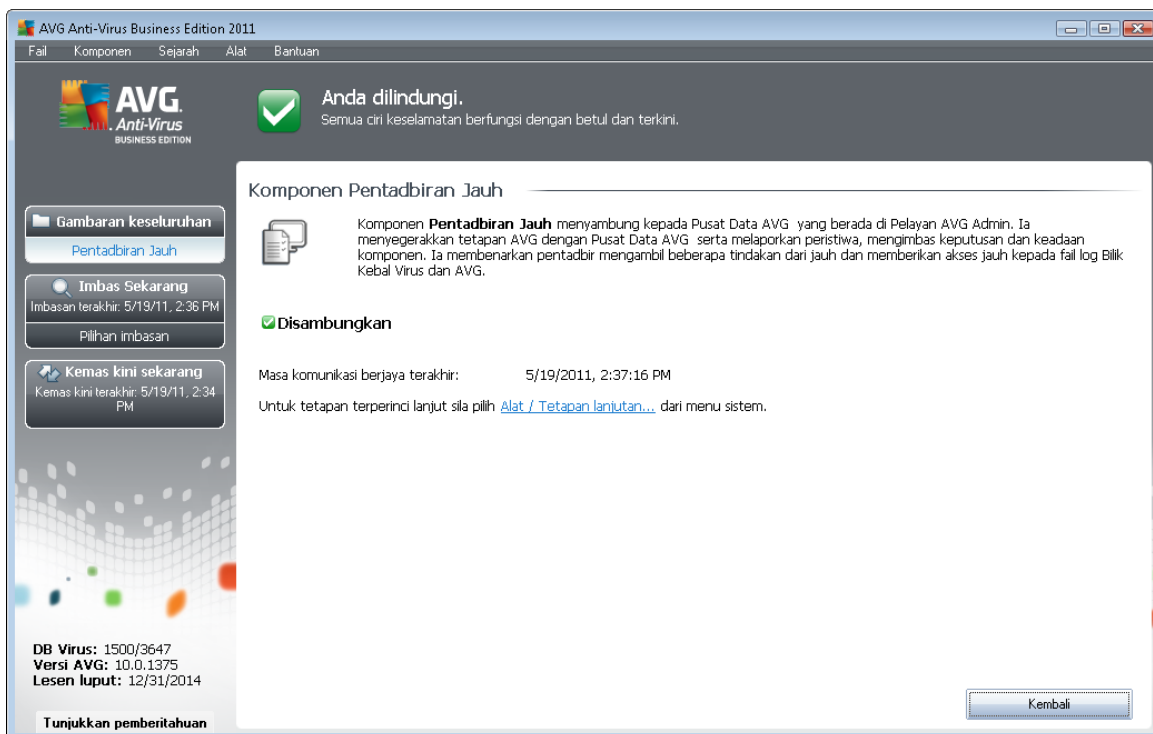 AVG Anti-Virus Business Edition 2011
Fail Komponen Sejarah Alat Bantuan
AVG.
Anti-Virus
BUSINESS EDITION
Anda dilindungi.
Semua ciri keselamatan berfungsi dengan betul dan terkini.
Gambaran keseluruhan
Pentadbiran Jauh
Imbas Sekarang
Imbasan terakhir: 5/19/11, 2:36 PM
Pilihan imbasan
Kemas kini sekarang
Kemas kini terakhir: 5/19/11, 2:34
PM
DB Virus: 1500/3647
Versi AVG: 10.0.1375
Lesen luput: 12/31/2014
Tunjukkan pemberitahuan
Komponen Pentadbiran Jauh
Komponen Pentadbiran Jauh menyambung kepada Pusat Data AVG yang berada di Pelayan AVG Admin. Ia
menyegerakkan tetapan AVG dengan Pusat Data AVG serta melaporkan peristiwa, mengimbas keputusan dan keadaan
komponen. Ia membenarkan pentadbir mengambil beberapa tindakan dari jauh dan memberikan akses jauh kepada fail log Bilik
Kebal Virus dan AVG.
Disambungkan
Masa komunikasi berjaya terakhir: 5/19/2011, 2:37:16 PM
Untuk tetapan terperinci lanjut sila pilih Alat / Tetapan lanjutan... dari menu sistem.
Kembali